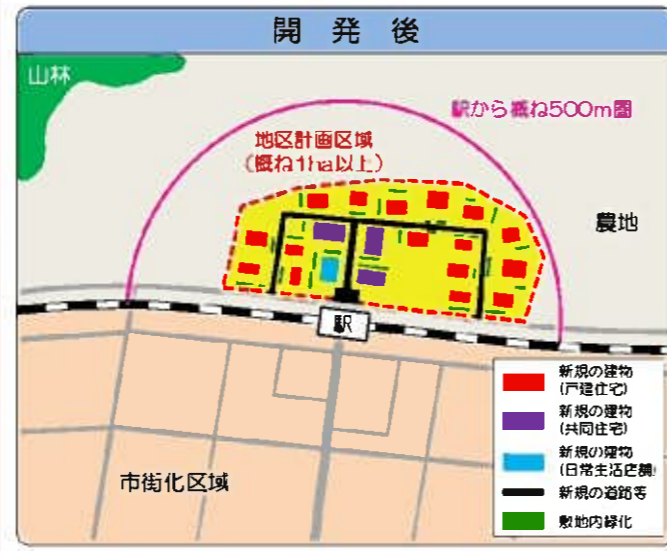 開発後
山林
駅から概ね500m圏
地区計画区域
(概ね1ha以上)
農地
駅
市街化区域
新規の建物
(戸建住宅)
新規の建物
(共同住宅)
新規の建物
(日常生活店舗)
新規の道路等
敷地内緑化